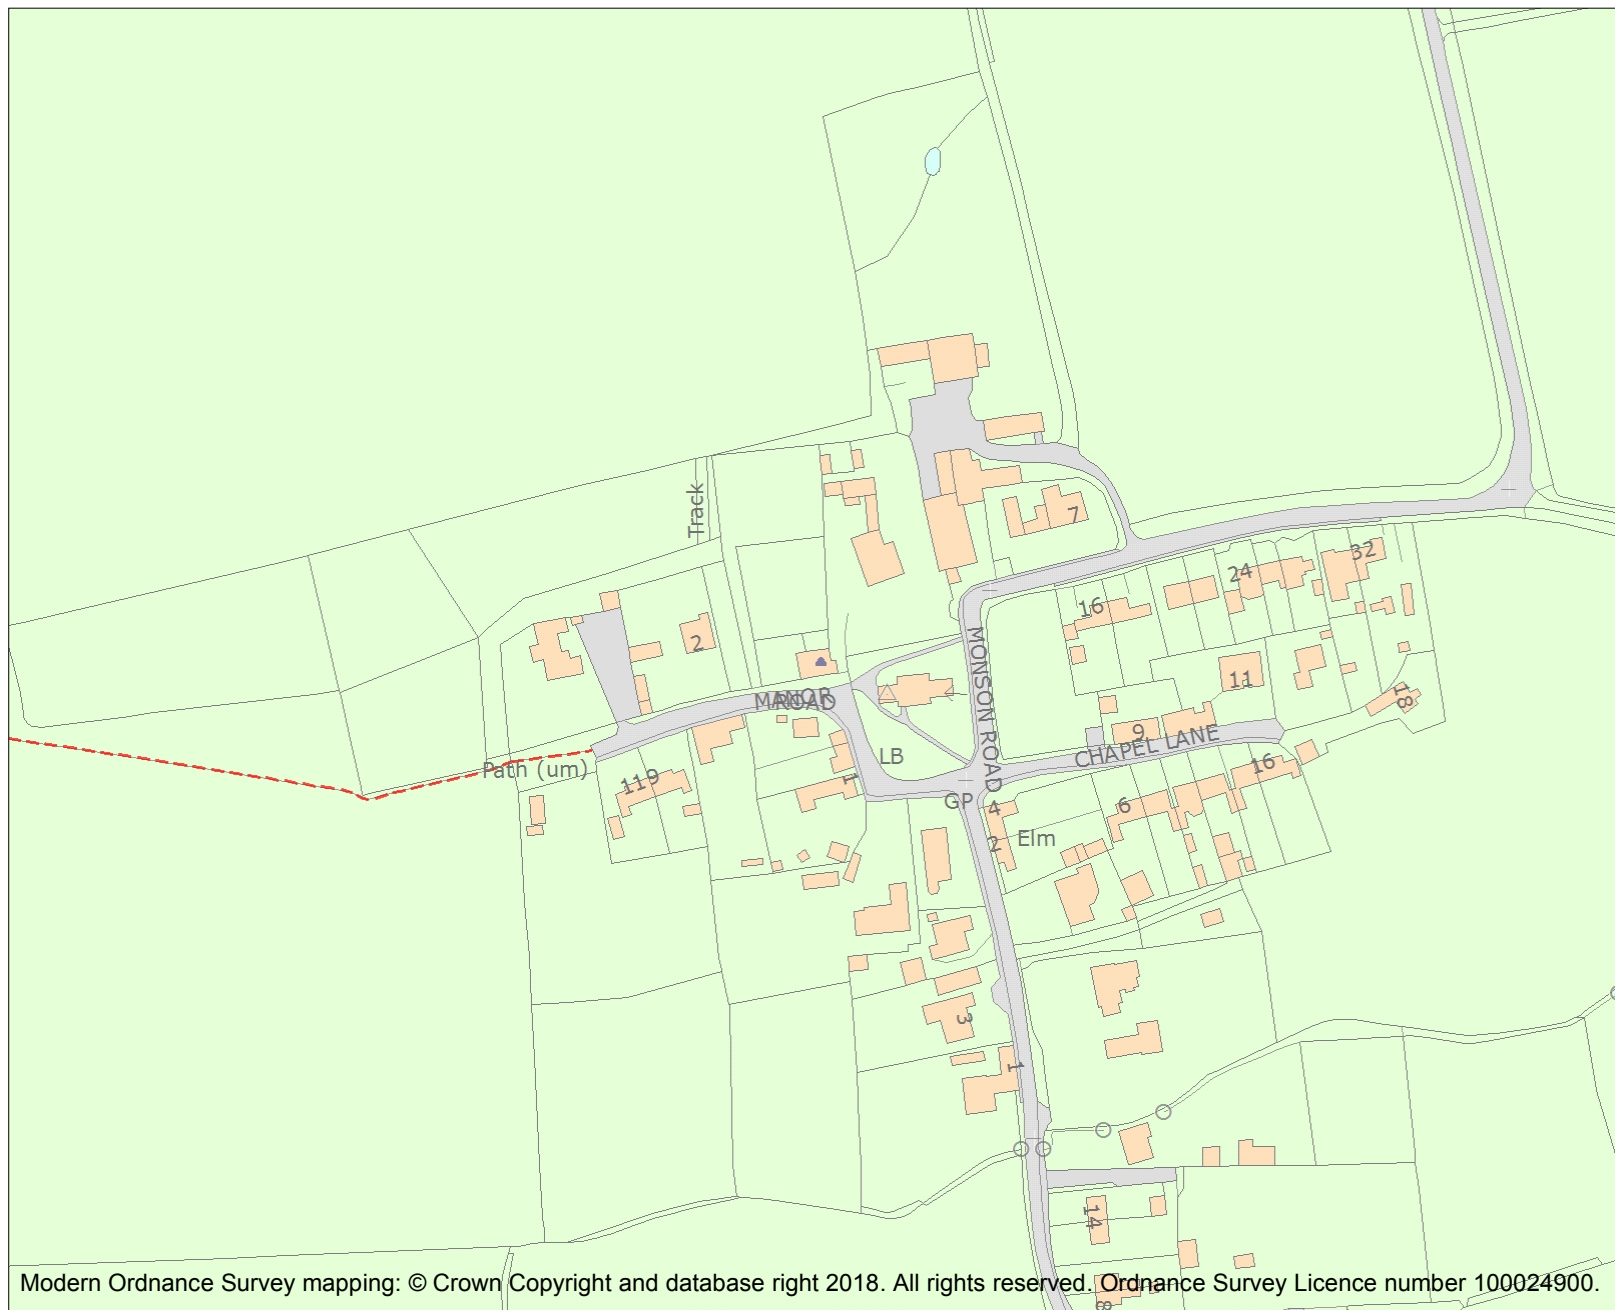 Track
7
32
24
16
2
MANOR
ROAD
MONSON ROAD
11
18
9
CHAPEL LANE
LB
Path (um)
119
1
16
GP
4
6
2
Elm
3
1
14
8
Modern Ordnance Survey mapping: © Crown Copyright and database right 2018. All rights reserved. Ordnance Survey Licence number 100024900.